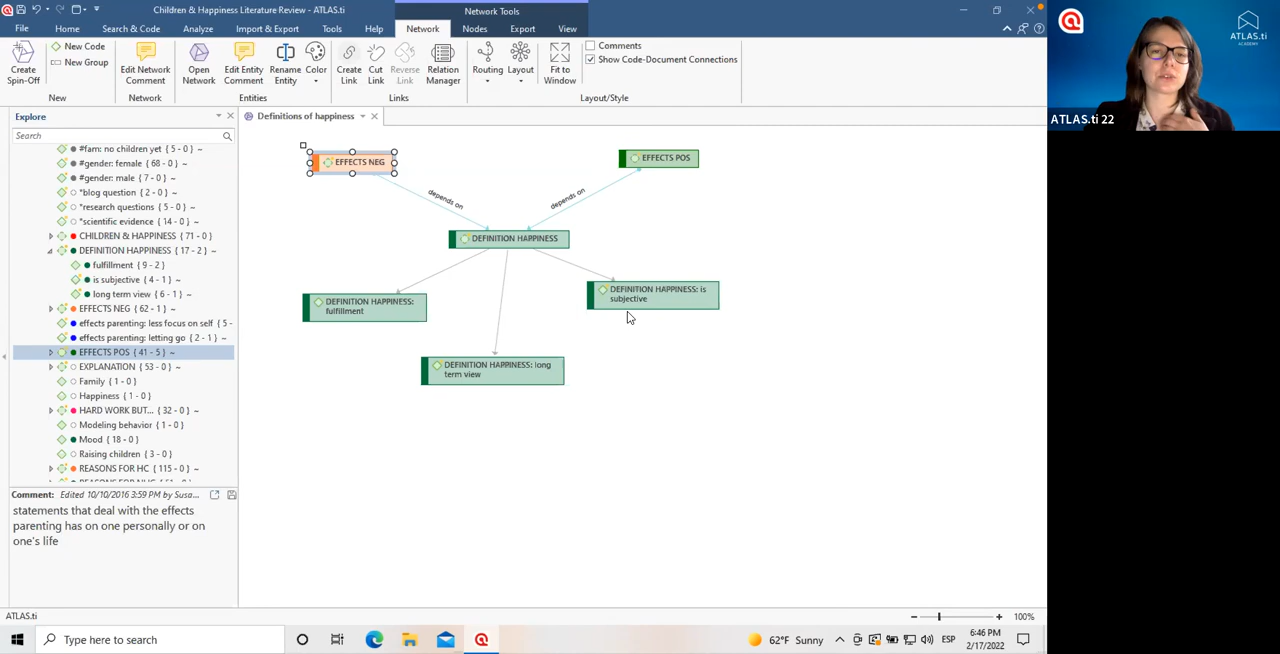 Children & Happiness Literature Review - ATLAS.ti
Network Tools
File
Home
Search & Code
Analyze
Import & Export
Tools
Help
Network
Nodes
Export
View
Create Spin-Off
New Code
New Group
New
Edit Network Comment
Network
Open Network
Edit Entity Comment
Rename Entity
Color
Entities
Create Link
Cut Link
Reverse Link
Relation Manager
Links
Routing
Layout
Fit to Window
Comments
Show Code-Document Connections
Layout/Style
Explore
Search
#fam: no children yet { 5 - 0 } ~
#gender: female { 68 - 0 } ~
#gender: male { 7 - 0 } ~
*blog question { 2 - 0 } ~
*research questions { 5 - 0 } ~
*scientific evidence { 14 - 0 } ~
CHILDREN & HAPPINESS { 71 - 0 }
DEFINITION HAPPINESS { 17 - 2 } ~
fulfillment { 9 - 2 }
is subjective { 4 - 1 }
long term view { 6 - 1 }
EFFECTS NEG { 62 - 1 } ~
effects parenting: less focus on self { 5 -
effects parenting: letting go { 2 - 1 } ~
EFFECTS POS { 41 - 5 } ~
EXPLANATION { 53 - 0 } ~
Family { 1 - 0 }
Happiness { 1 - 0 }
HARD WORK BUT... { 32 - 0 } ~
Modeling behavior { 1 - 0 }
Mood { 18 - 0 }
Raising children { 3 - 0 }
REASONS FOR HC { 115 - 0 } ~
Comment: Edited 10/10/2016 3:59 PM by Susa...
statements that deal with the effects
parenting has on one personally or on
one's life
Definitions of happiness
EFFECTS NEG
EFFECTS POS
depends on
depends on
DEFINITION HAPPINESS
DEFINITION HAPPINESS:
fulfillment
DEFINITION HAPPINESS: is
subjective
DEFINITION HAPPINESS: long
term view
ATLAS.ti
ACADEMY
ATLAS.ti 22
ATLAS.ti
100%
Type here to search
62°F Sunny
ESP
6:46 PM
2/17/2022